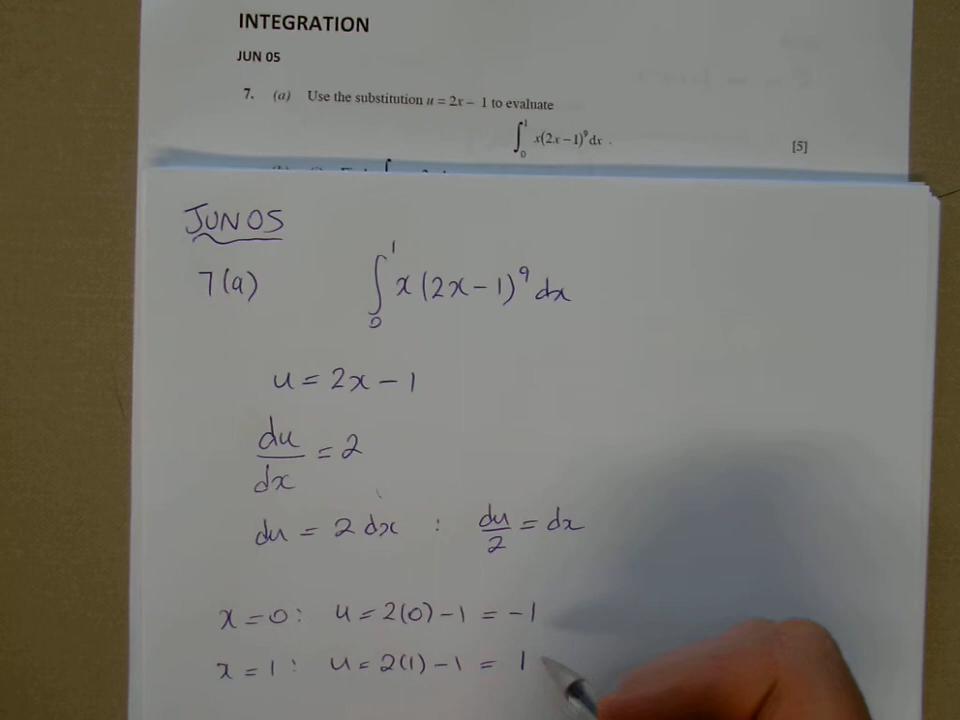 INTEGRATION
JUN 05
7. (a) Use the substitution u = 2x − 1 to evaluate
∫₀¹ x(2x−1)⁹dx . [5]
JUN 05
7(a) ∫₀¹ x(2x−1)⁹ dx
u = 2x − 1
du/dx = 2
du = 2 dx : du/2 = dx
x = 0 : u = 2(0) − 1 = −1
x = 1 : u = 2(1) − 1 = 1